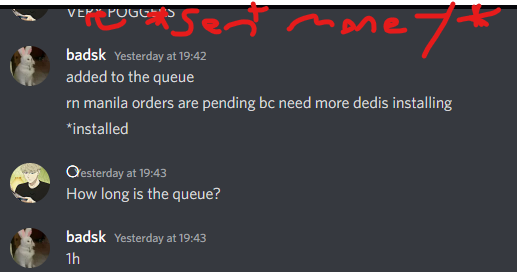 VERY POGGERS
*sent money*
badsk Yesterday at 19:42
added to the queue
rn manila orders are pending bc need more dedis installing
*installed
Yesterday at 19:43
How long is the queue?
badsk Yesterday at 19:43
1h